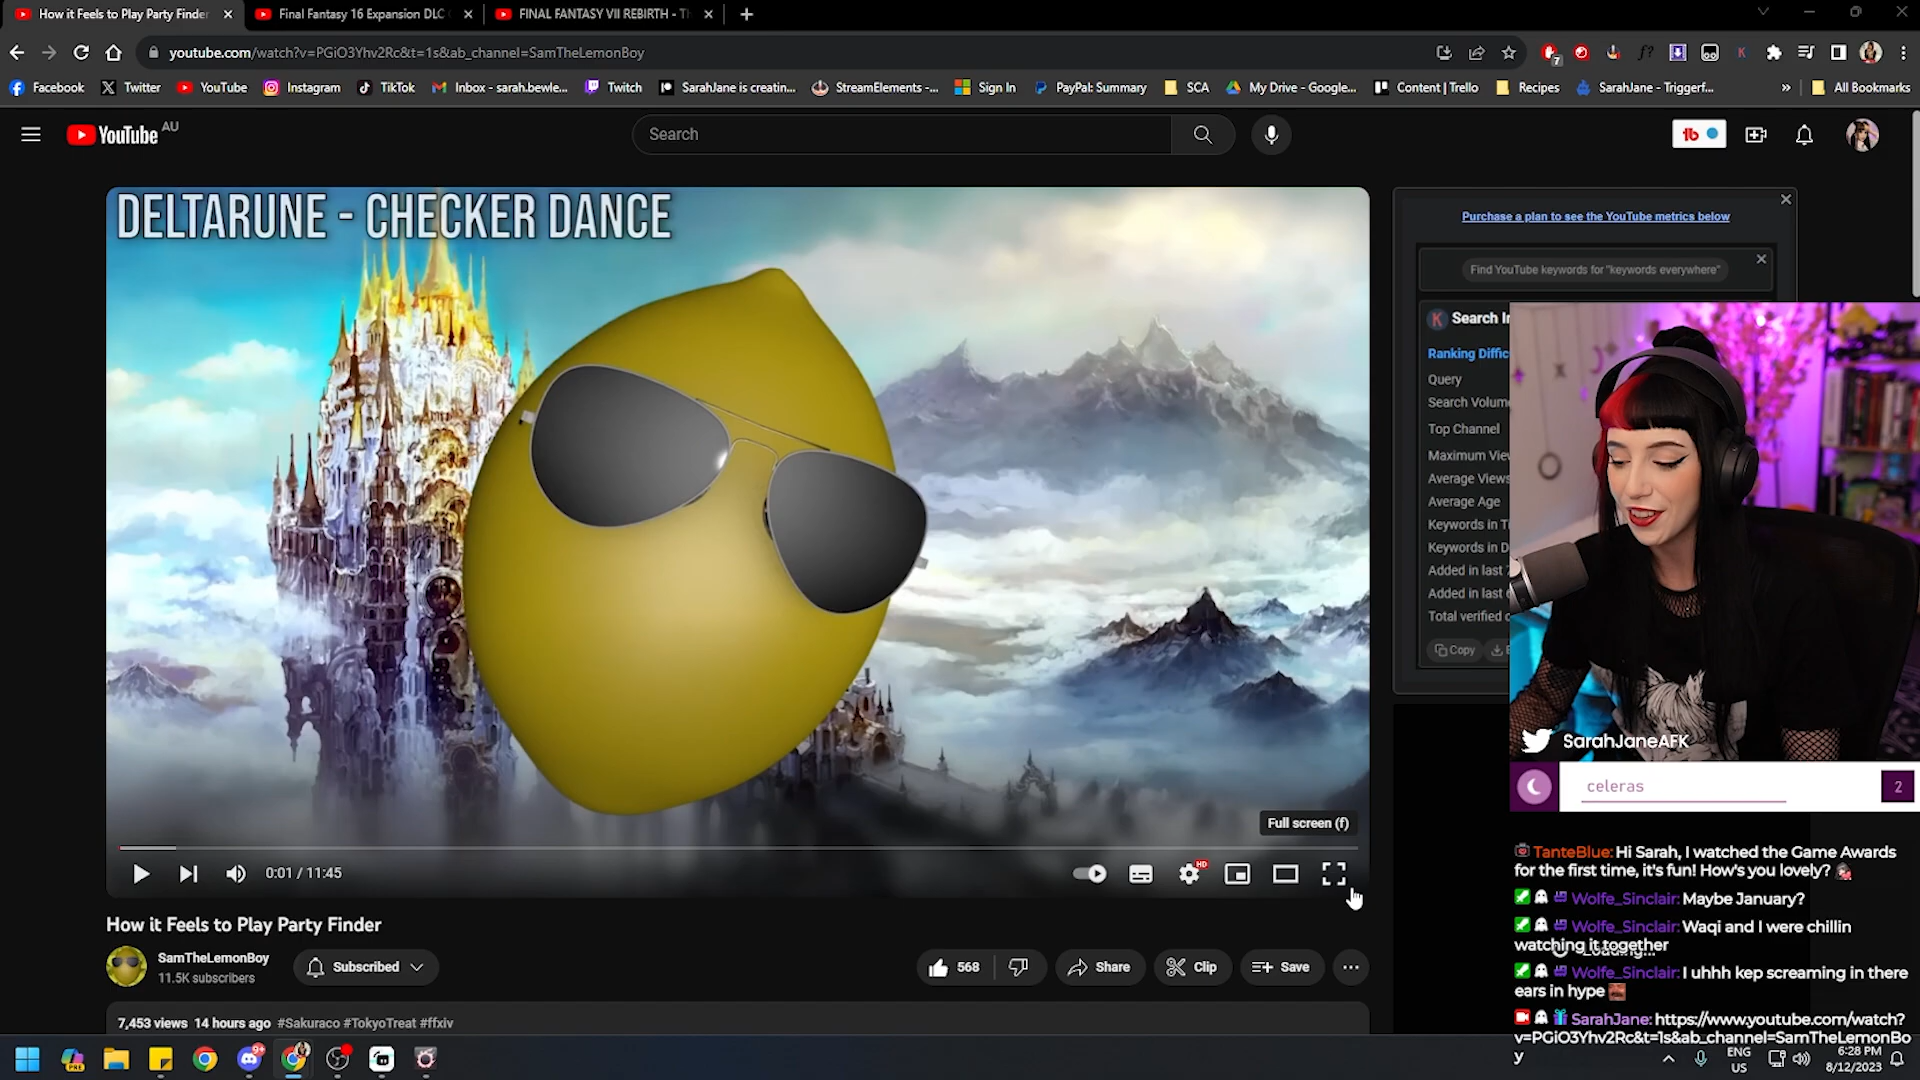 How it Feels to Play Party Finder
Final Fantasy 16 Expansion DLC
FINAL FANTASY VII REBIRTH - T
youtube.com/watch?v=PGiO3Yhv2Rc&t=1s&ab_channel=SamTheLemonBoy
7
Facebook
Twitter
YouTube
Instagram
TikTok
Inbox - sarah.bewle...
Twitch
SarahJane is creatin...
StreamElements -...
Sign In
PayPal: Summary
SCA
My Drive - Google...
Content | Trello
Recipes
SarahJane - Triggerf...
»
All Bookmarks
YouTube AU
Search
tb
DELTARUNE - CHECKER DANCE
Purchase a plan to see the YouTube metrics below
Find YouTube keywords for "keywords everywhere"
K Search In
Ranking Diffic
Query
Search Volum
Top Channel
Maximum Vie
Average Views
Average Age
Keywords in T
Keywords in D
Added in last
Added in last
Total verified
Copy
SarahJaneAFK
celeras
2
Full screen (f)
0:01 / 11:45
HD
How it Feels to Play Party Finder
SamTheLemonBoy
11.5K subscribers
Subscribed
568
Share
Clip
Save
7,453 views 14 hours ago #Sakuraco #TokyoTreat #ffxiv
TanteBlue: Hi Sarah, I watched the Game Awards
for the first time, it's fun! How's you lovely?
Wolfe_Sinclair: Maybe January?
Wolfe_Sinclair: Waqi and I were chillin
watching it together
Loading...
Wolfe_Sinclair: I uhhh kep screaming in there
ears in hype
SarahJane: https://www.youtube.com/watch?
v=PGiO3Yhv2Rc&t=1s&ab_channel=SamTheLemonBo
y
PRE
9+
ENG
US
6:28 PM
8/12/2023